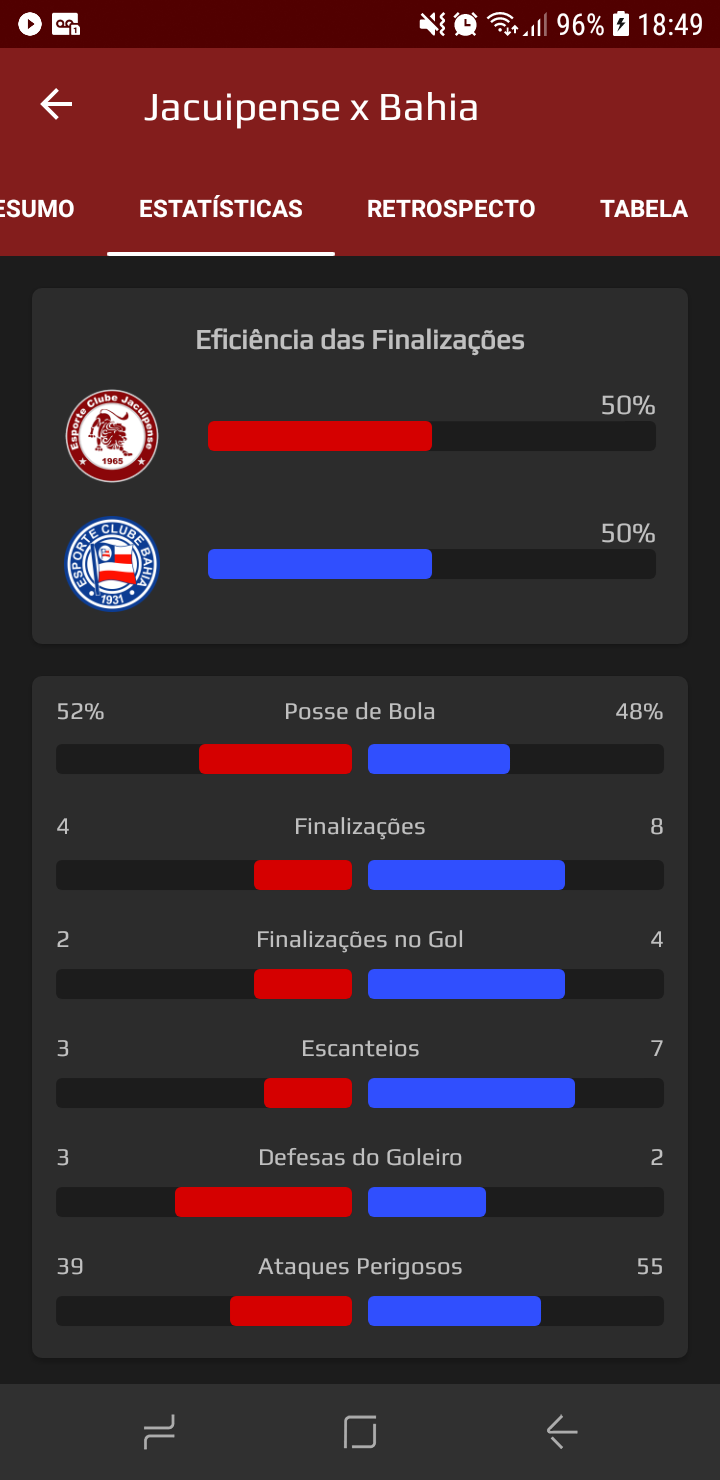 96% 18:49
Jacuipense x Bahia
ESUMO ESTATÍSTICAS RETROSPECTO TABELA
Eficiência das Finalizações
Esporte Clube Jacuipense
1965
50%
ESPORTE CLUBE BAHIA
1931
50%
52% Posse de Bola 48%
4 Finalizações 8
2 Finalizações no Gol 4
3 Escanteios 7
3 Defesas do Goleiro 2
39 Ataques Perigosos 55